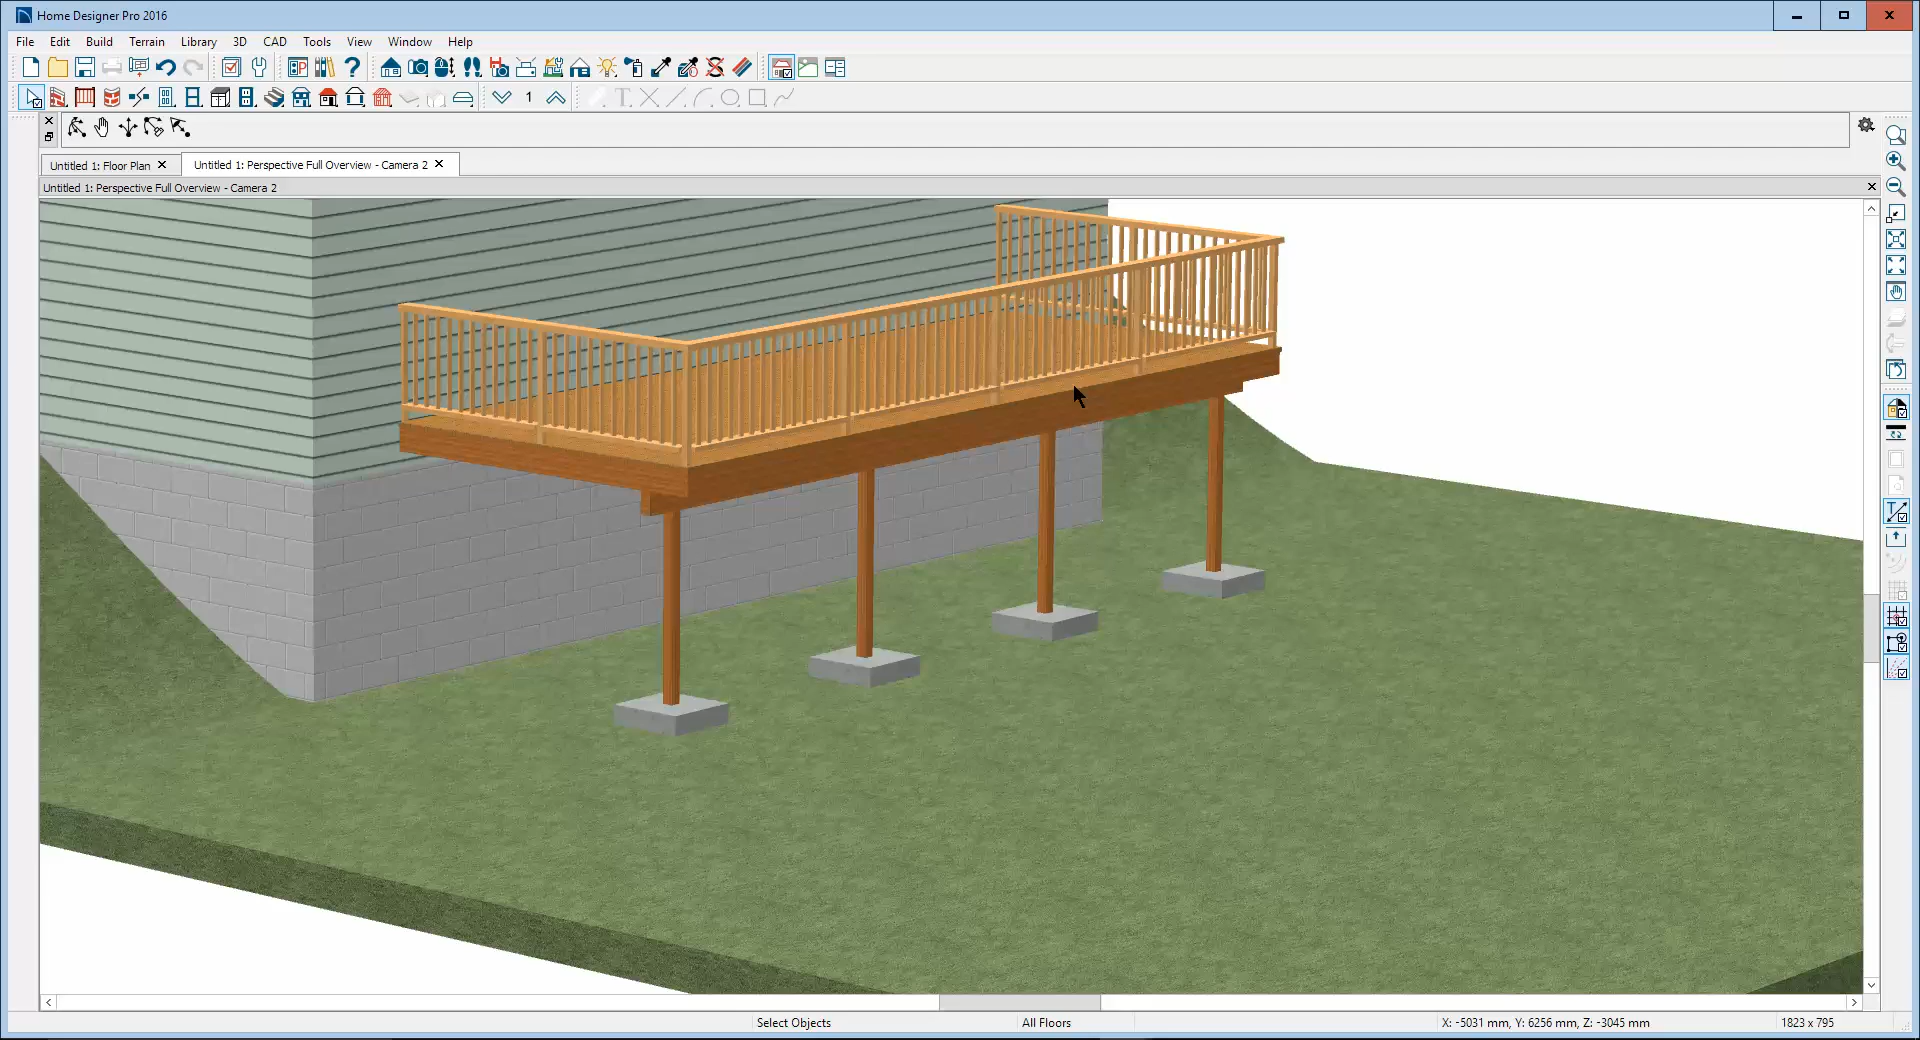 Home Designer Pro 2016
File Edit Build Terrain Library 3D CAD Tools View Window Help
1
Untitled 1: Floor Plan Untitled 1: Perspective Full Overview - Camera 2
Untitled 1: Perspective Full Overview - Camera 2
Select Objects All Floors X: -5031 mm, Y: 6256 mm, Z: -3045 mm 1823 x 795